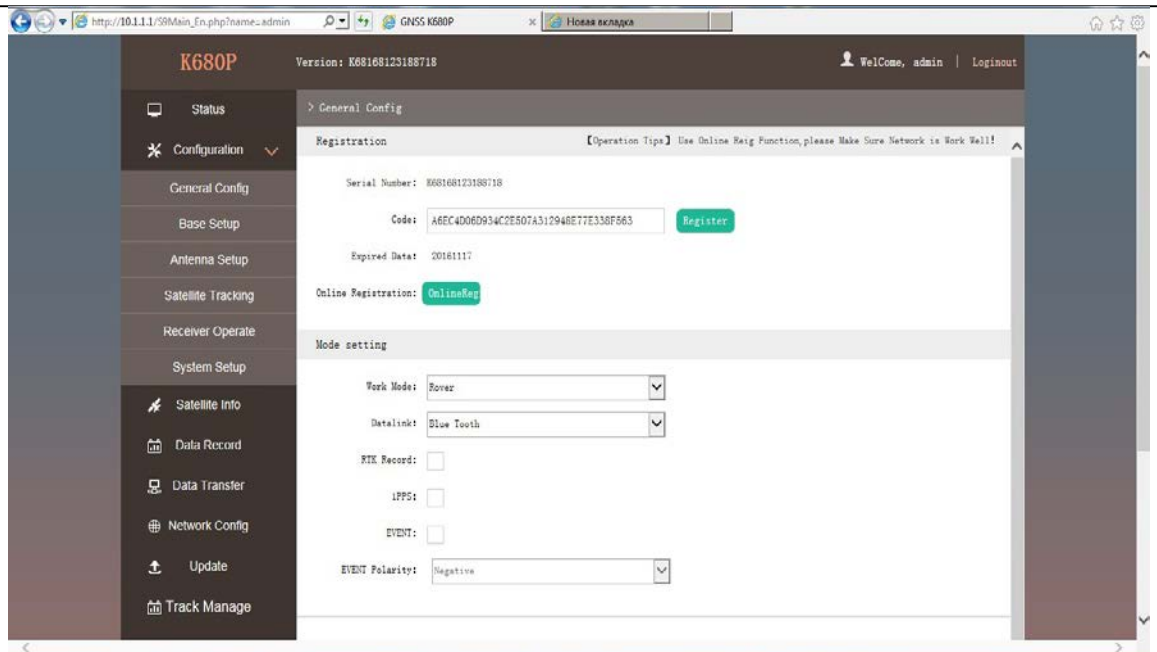 http://10.1.1.1/S9Main_En.php?name=admin
GNSS K680P
Новая вкладка
K680P
Version: K68168123188718
WelCome, admin | Loginout
Status
Configuration
General Config
Base Setup
Antenna Setup
Satellite Tracking
Receiver Operate
System Setup
Satellite Info
Data Record
Data Transfer
Network Config
Update
Track Manage
> General Config
Registration 【Operation Tips】 Use Online Reig Function,please Make Sure Network is Work Well!
Serial Number: K68168123188718
Code: A6EC4D06D934C2E507A312948E77E338F563 Register
Expired Data: 20161117
Online Registration: OnlineReg
Mode setting
Work Mode: Rover
Datalink: Blue Tooth
RTK Record:
1PPS:
EVENT:
EVENT Polarity: Negative